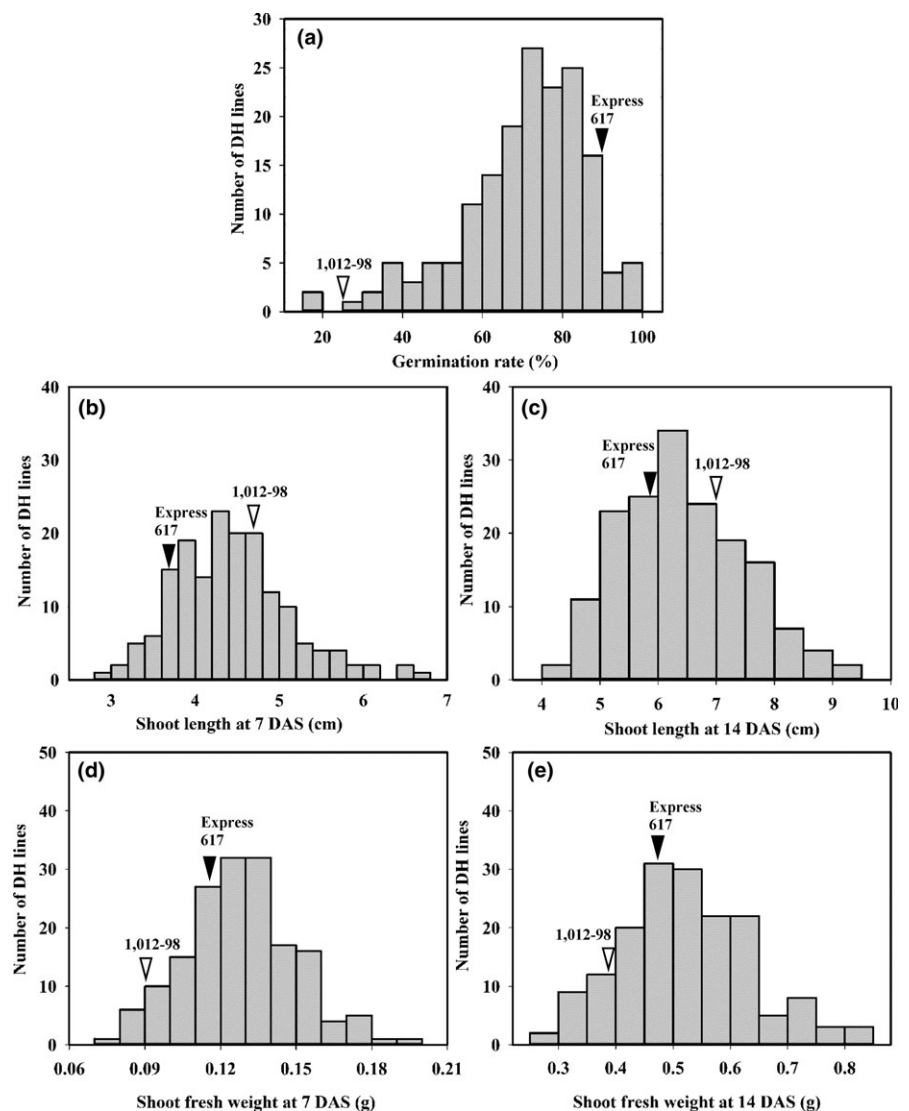 (a)
30
25
20
15
10
5
0
Number of DH lines
Express
617
1,012-98
20 40 60 80 100
Germination rate (%)
(b)
40
30
20
10
0
Number of DH lines
Express
617
1,012-98
3 4 5 6 7
Shoot length at 7 DAS (cm)
(c)
40
30
20
10
0
Number of DH lines
Express
617
1,012-98
4 5 6 7 8 9 10
Shoot length at 14 DAS (cm)
(d)
50
40
30
20
10
0
Number of DH lines
Express
617
1,012-98
0.06 0.09 0.12 0.15 0.18 0.21
Shoot fresh weight at 7 DAS (g)
(e)
50
40
30
20
10
0
Number of DH lines
Express
617
1,012-98
0.3 0.4 0.5 0.6 0.7 0.8
Shoot fresh weight at 14 DAS (g)